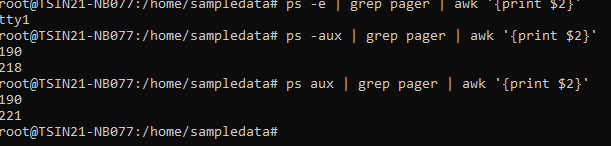 root@TSIN21-NB077:/home/sampledata# ps -e | grep pager | awk '{print $2}'
tty1
root@TSIN21-NB077:/home/sampledata# ps -aux | grep pager | awk '{print $2}'
190
218
root@TSIN21-NB077:/home/sampledata# ps aux | grep pager | awk '{print $2}'
190
221
root@TSIN21-NB077:/home/sampledata#